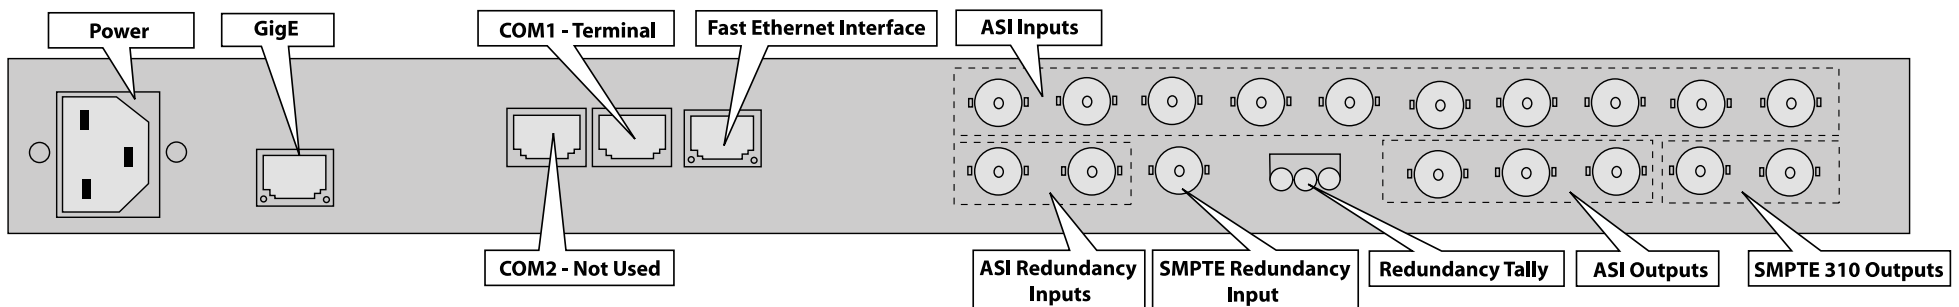 Power
GigE
COM1 - Terminal
Fast Ethernet Interface
ASI Inputs
COM2 - Not Used
ASI Redundancy
Inputs
SMPTE Redundancy
Input
Redundancy Tally
ASI Outputs
SMPTE 310 Outputs